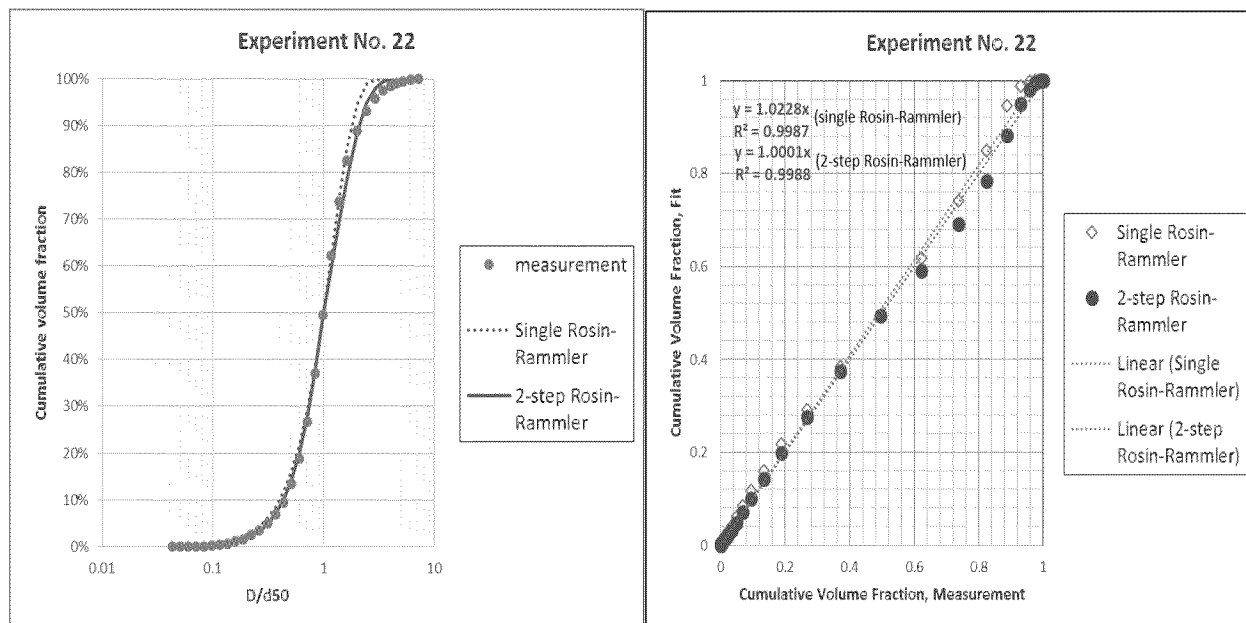 Experiment No. 22
100%
90%
80%
70%
60%
50%
40%
30%
20%
10%
0%
0.01
0.1
1
10
Cumulative volume fraction
D/d50
measurement
Single Rosin-
Rammler
2-step Rosin-
Rammler
Experiment No. 22
1
0.8
0.6
0.4
0.2
0
0
0.2
0.4
0.6
0.8
1
y = 1.0228x (single Rosin-Rammler)
R² = 0.9987
y = 1.0001x (2-step Rosin-Rammler)
R² = 0.9988
Cumulative Volume Fraction, Fit
Cumulative Volume Fraction, Measurement
Single Rosin-
Rammler
2-step Rosin-
Rammler
Linear (Single
Rosin-Rammler)
Linear (2-step
Rosin-Rammler)